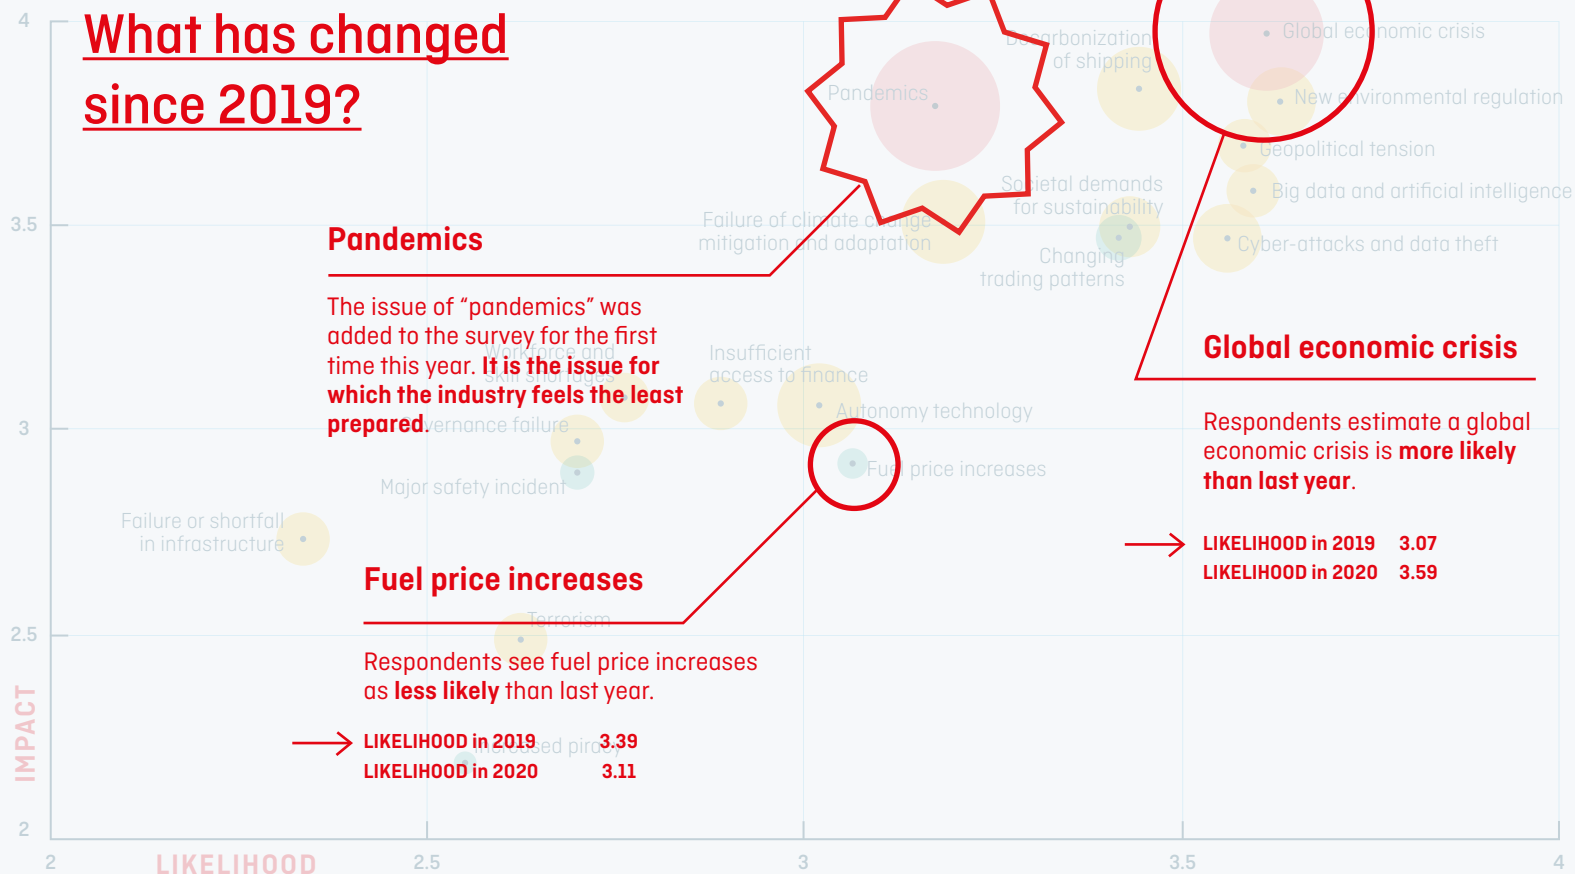 What has changed
since 2019?
4
3.5
3
2.5
2
IMPACT
2
2.5
3
3.5
4
LIKELIHOOD
Pandemics
Decarbonization
of shipping
Global economic crisis
New environmental regulation
Geopolitical tension
Big data and artificial intelligence
Cyber-attacks and data theft
Societal demands
for sustainability
Failure of climate change
mitigation and adaptation
Changing
trading patterns
Pandemics
The issue of “pandemics” was
added to the survey for the first
time this year. It is the issue for
which the industry feels the least
prepared.
Workforce and
skill shortages
Insufficient
access to finance
Autonomy technology
Governance failure
Fuel price increases
Major safety incident
Failure or shortfall
in infrastructure
Global economic crisis
Respondents estimate a global
economic crisis is more likely
than last year.
LIKELIHOOD in 2019 3.07
LIKELIHOOD in 2020 3.59
Fuel price increases
Terrorism
Respondents see fuel price increases
as less likely than last year.
LIKELIHOOD in 2019 3.39
Increased piracy
LIKELIHOOD in 2020 3.11